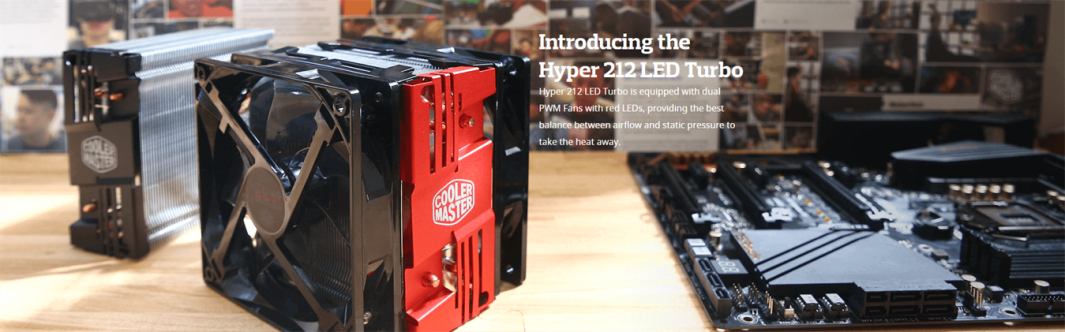 Introducing the
Hyper 212 LED Turbo
Hyper 212 LED Turbo is equipped with dual
PWM Fans with red LEDs, providing the best
balance between airflow and static pressure to
take the heat away.
COOLER
MASTER
COOLER
MASTER